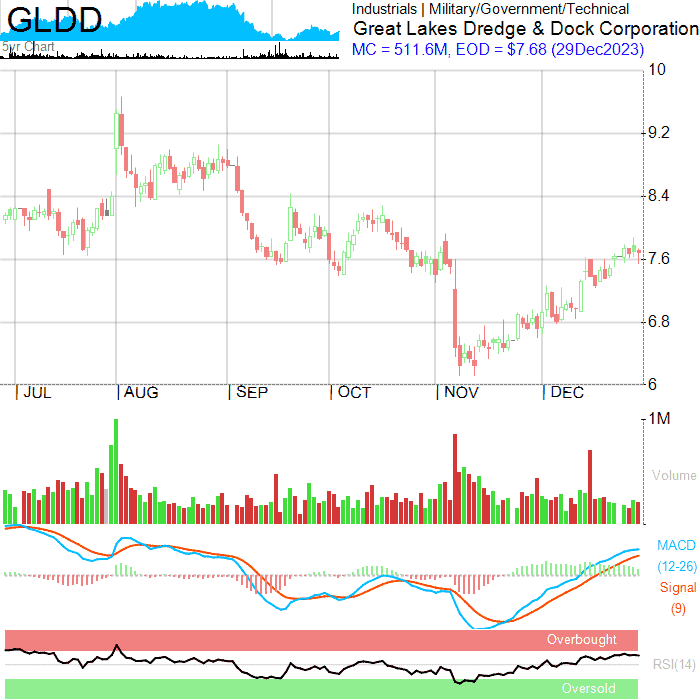 GLDD
5yr Chart
Industrials | Military/Government/Technical
Great Lakes Dredge & Dock Corporation
MC = 511.6M, EOD = $7.68 (29Dec2023)
10
9.2
8.4
7.6
6.8
6
| JUL | AUG | SEP | OCT | NOV | DEC
1M
Volume
MACD
(12-26)
Signal
(9)
Overbought
RSI(14)
Oversold